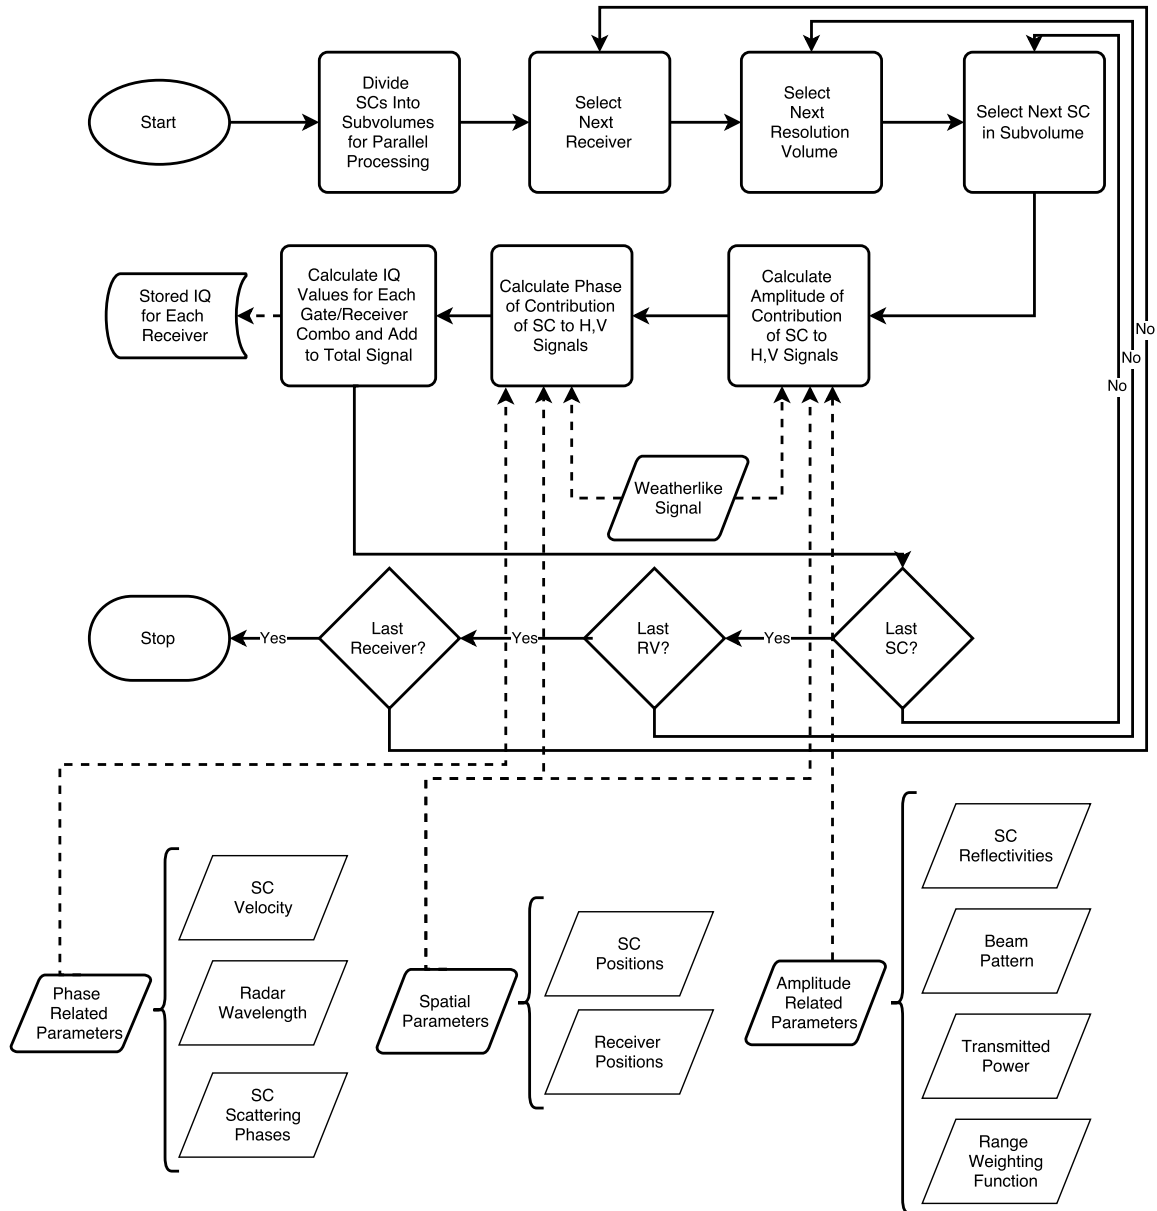 Start
Divide
SCs Into
Subvolumes
for Parallel
Processing
Select
Next
Receiver
Select
Next
Resolution
Volume
Select Next SC
in Subvolume
Stored IQ
for Each
Receiver
Calculate IQ
Values for Each
Gate/Receiver
Combo and Add
to Total Signal
Calculate Phase
of Contribution
of SC to H,V
Signals
Calculate
Amplitude of
Contribution
of SC to
H,V Signals
No
No
No
Weatherlike
Signal
Stop
Yes
Last
Receiver?
Yes
Last
RV?
Yes
Last
SC?
Phase
Related
Parameters
SC
Velocity
Radar
Wavelength
SC
Scattering
Phases
Spatial
Parameters
SC
Positions
Receiver
Positions
Amplitude
Related
Parameters
SC
Reflectivities
Beam
Pattern
Transmitted
Power
Range
Weighting
Function